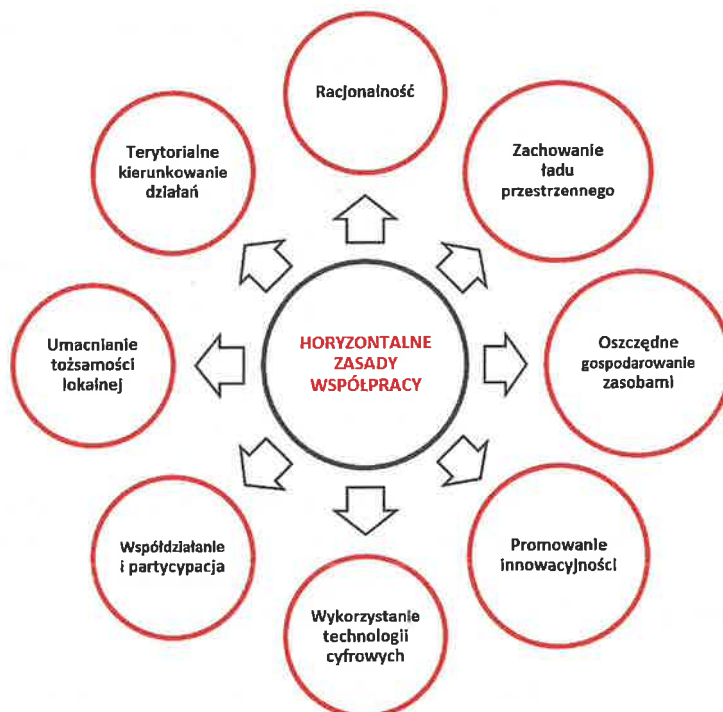 Racjonalność
Zachowanie
ładu
przestrzennego
Oszczędne
gospodarowanie
zasobami
Promowanie
innowacyjności
Wykorzystanie
technologii
cyfrowych
Współdziałanie
i partycypacja
Umacnianie
tożsamości
lokalnej
Terytorialne
kierunkowanie
działań
HORYZONTALNE
ZASADY
WSPÓŁPRACY